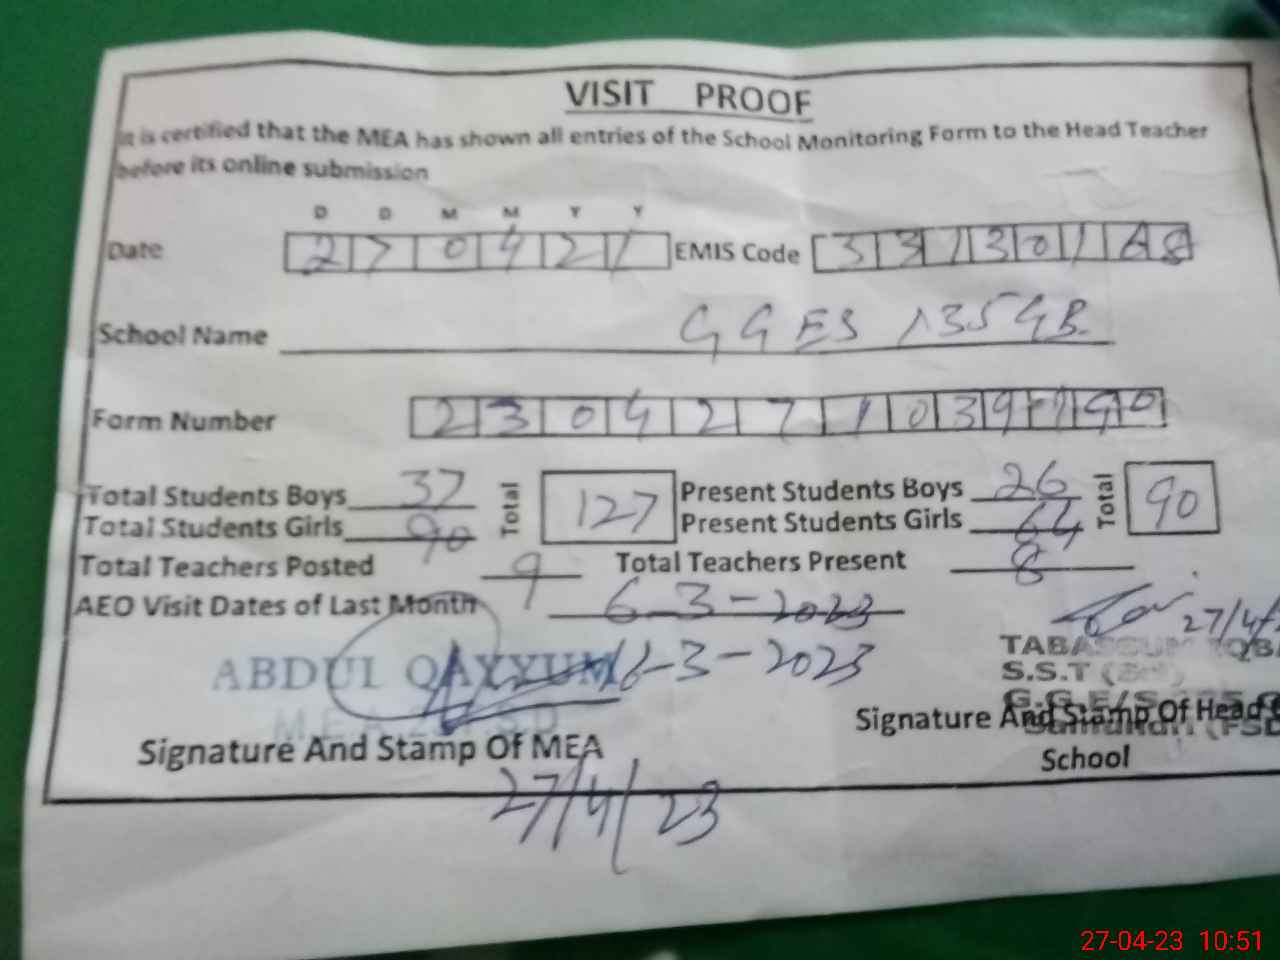 VISIT PROOF
It is certified that the MEA has shown all entries of the School Monitoring Form to the Head Teacher
before its online submission
D D M M Y Y
Date 2 7 0 4 2 EMIS Code 3 3 1 3 0 1 6 8
School Name GGES 135 GB.
Form Number 2 3 0 4 2 7 1 0 3 9
Total Students Boys 37 Total 127 Present Students Boys 26 Total 90
Total Students Girls 90 Present Students Girls 64
Total Teachers Posted 9 Total Teachers Present 8
AEO Visit Dates of Last Month 6-3-2023
27/4/
ABDUL QAYYUM 16-3-2023
TABASSUM
S.S.T
Signature And Stamp Of MEA
Signature And Stamp Of Head
School
27/4/23
27-04-23 10:51